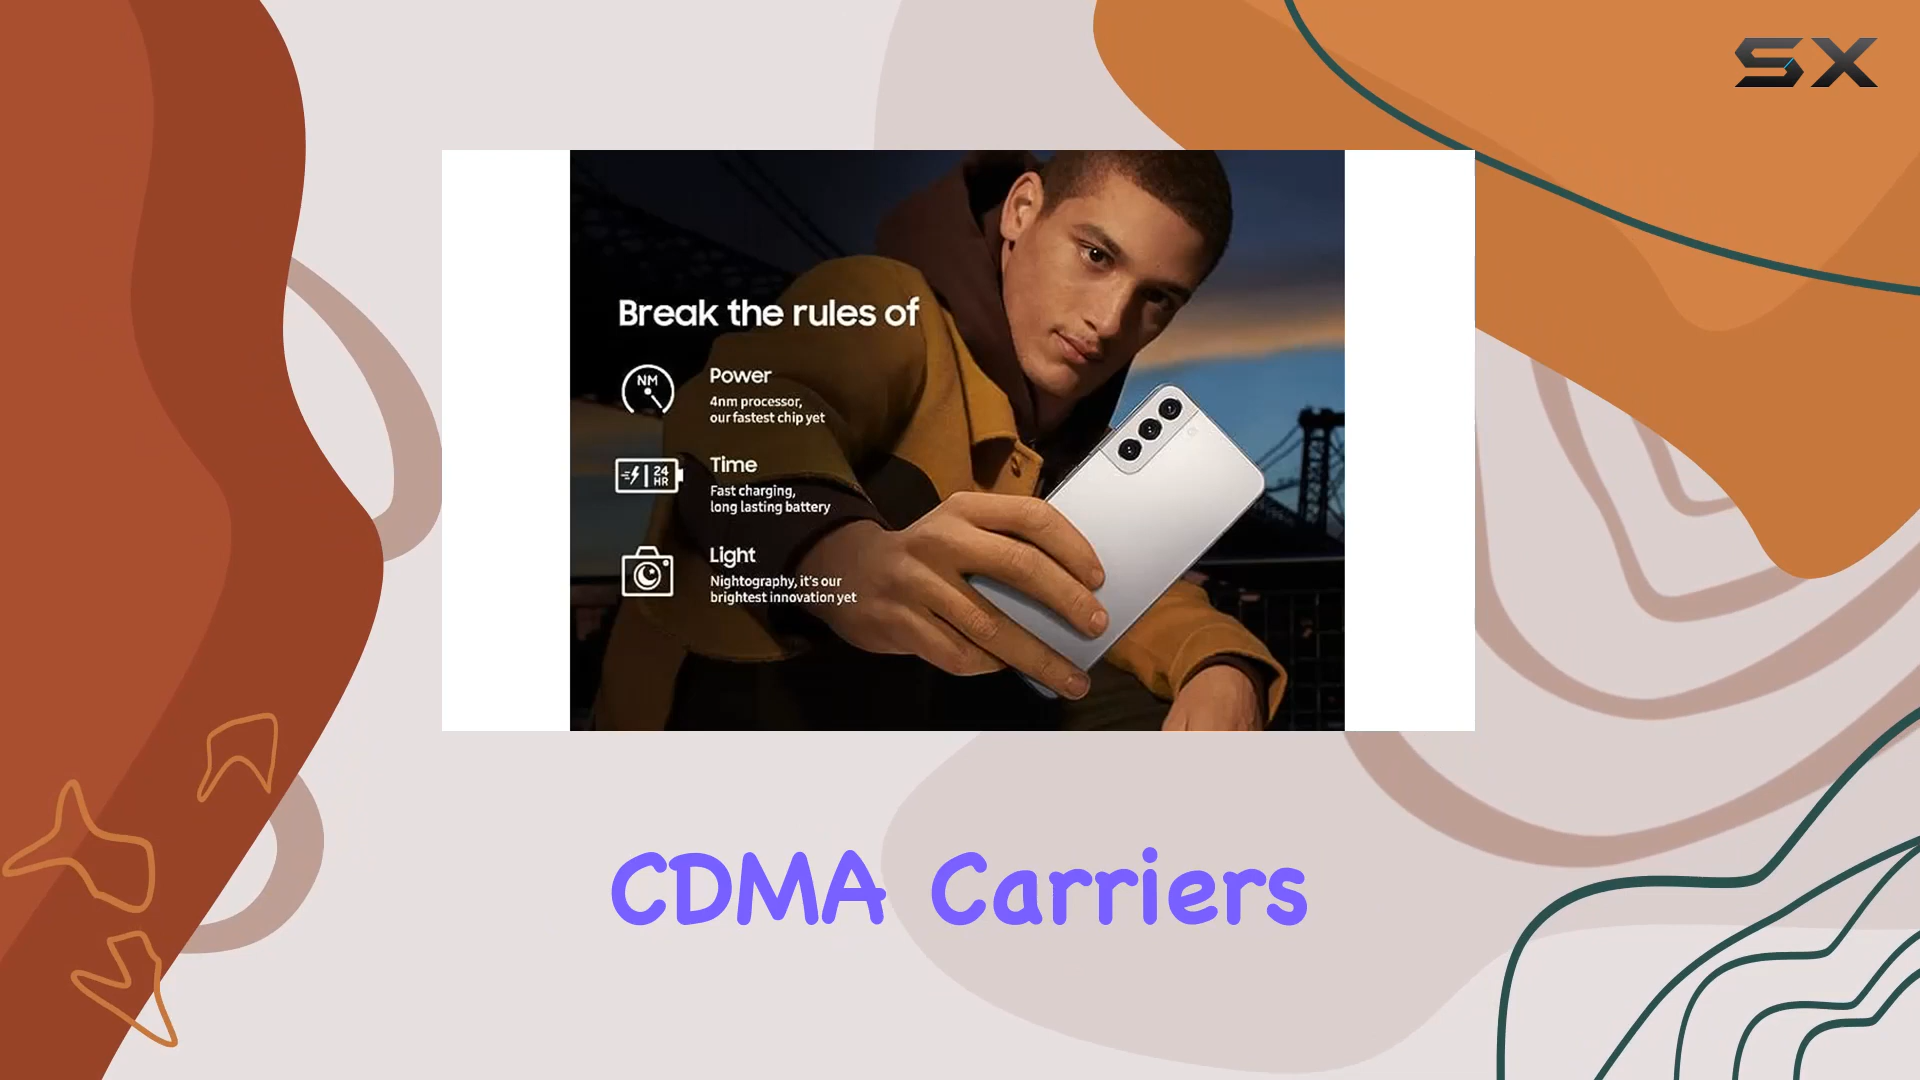 SX
Break the rules of
NM
Power
4nm processor,
our fastest chip yet
24
HR
Time
Fast charging,
long lasting battery
Light
Nightography, it's our
brightest innovation yet
CDMA Carriers